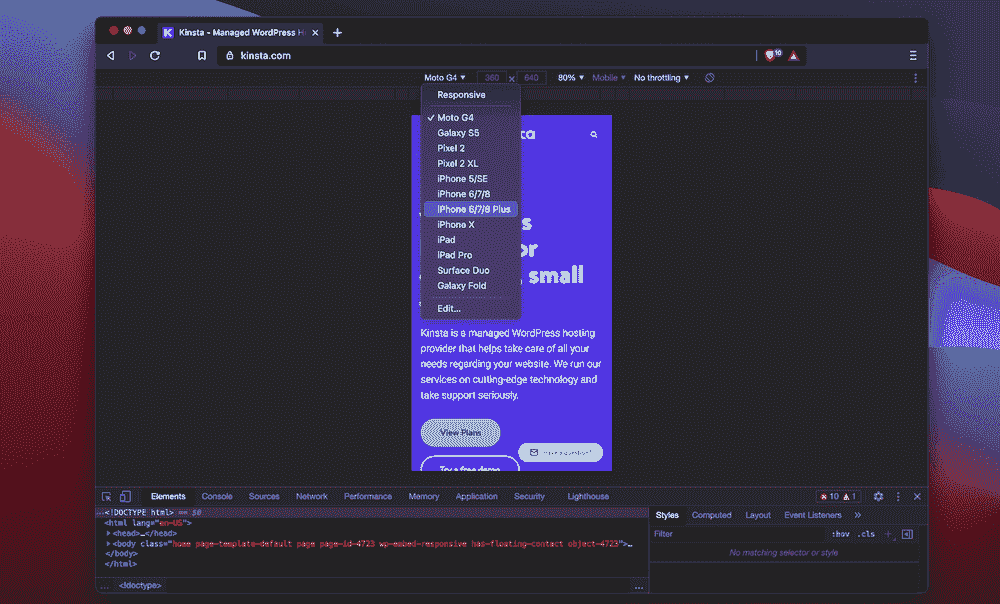 Kinsta - Managed WordPress H
kinsta.com
10
Moto G4 360 x 640 80% Mobile No throttling
Responsive
Moto G4
Galaxy S5
Pixel 2
Pixel 2 XL
iPhone 5/SE
iPhone 6/7/8
iPhone 6/7/8 Plus
iPhone X
iPad
iPad Pro
Surface Duo
Galaxy Fold
Edit...
ta
s
or
small
Kinsta is a managed WordPress hosting
provider that helps take care of all your
needs regarding your website. We run our
services on cutting-edge technology and
take support seriously.
View Plans
Try a free demo
Elements Console Sources Network Performance Memory Application Security Lighthouse 10 1
...<!DOCTYPE html> == $0
<html lang="en-US">
<head>…</head>
<body class="home page-template-default page page-id-4723 wp-embed-responsive has-floating-contact object-4723">…
</body>
</html>
... <!doctype> ...
Styles Computed Layout Event Listeners »
Filter :hov .cls +
No matching selector or style